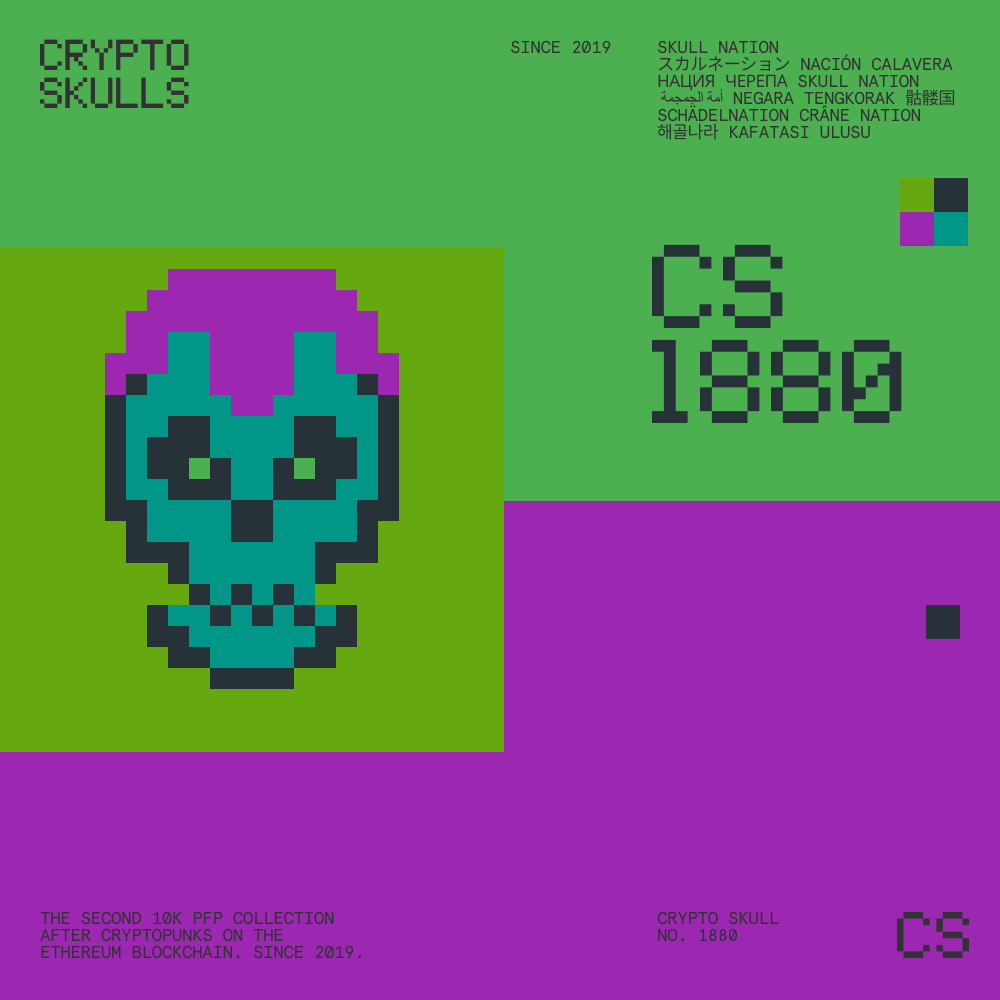 CRYPTO
SKULLS
SINCE 2019
SKULL NATION
スカルネーション NACIÓN CALAVERA
НАЦИЯ ЧЕРЕПА SKULL NATION
أمة الجمجمة NEGARA TENGKORAK 骷髅国
SCHÄDELNATION CRÂNE NATION
해골나라 KAFATASI ULUSU
CS
1880
THE SECOND 10K PFP COLLECTION
AFTER CRYPTOPUNKS ON THE
ETHEREUM BLOCKCHAIN. SINCE 2019.
CRYPTO SKULL
NO. 1880
CS